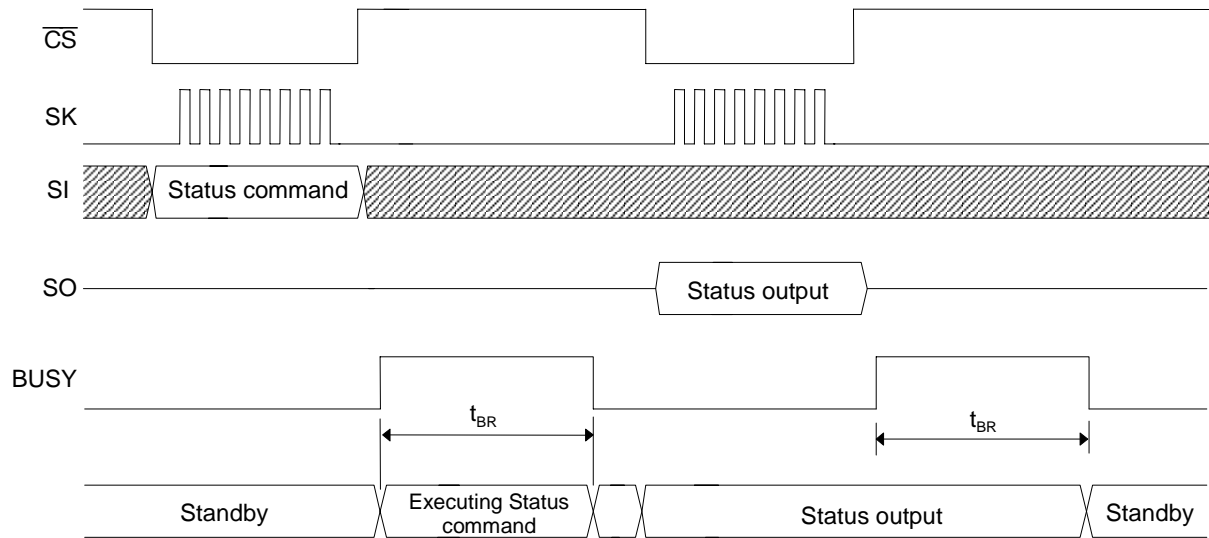 CS
SK
SI
Status command
SO
Status output
BUSY
tBR
tBR
Standby
Executing Status
command
Status output
Standby